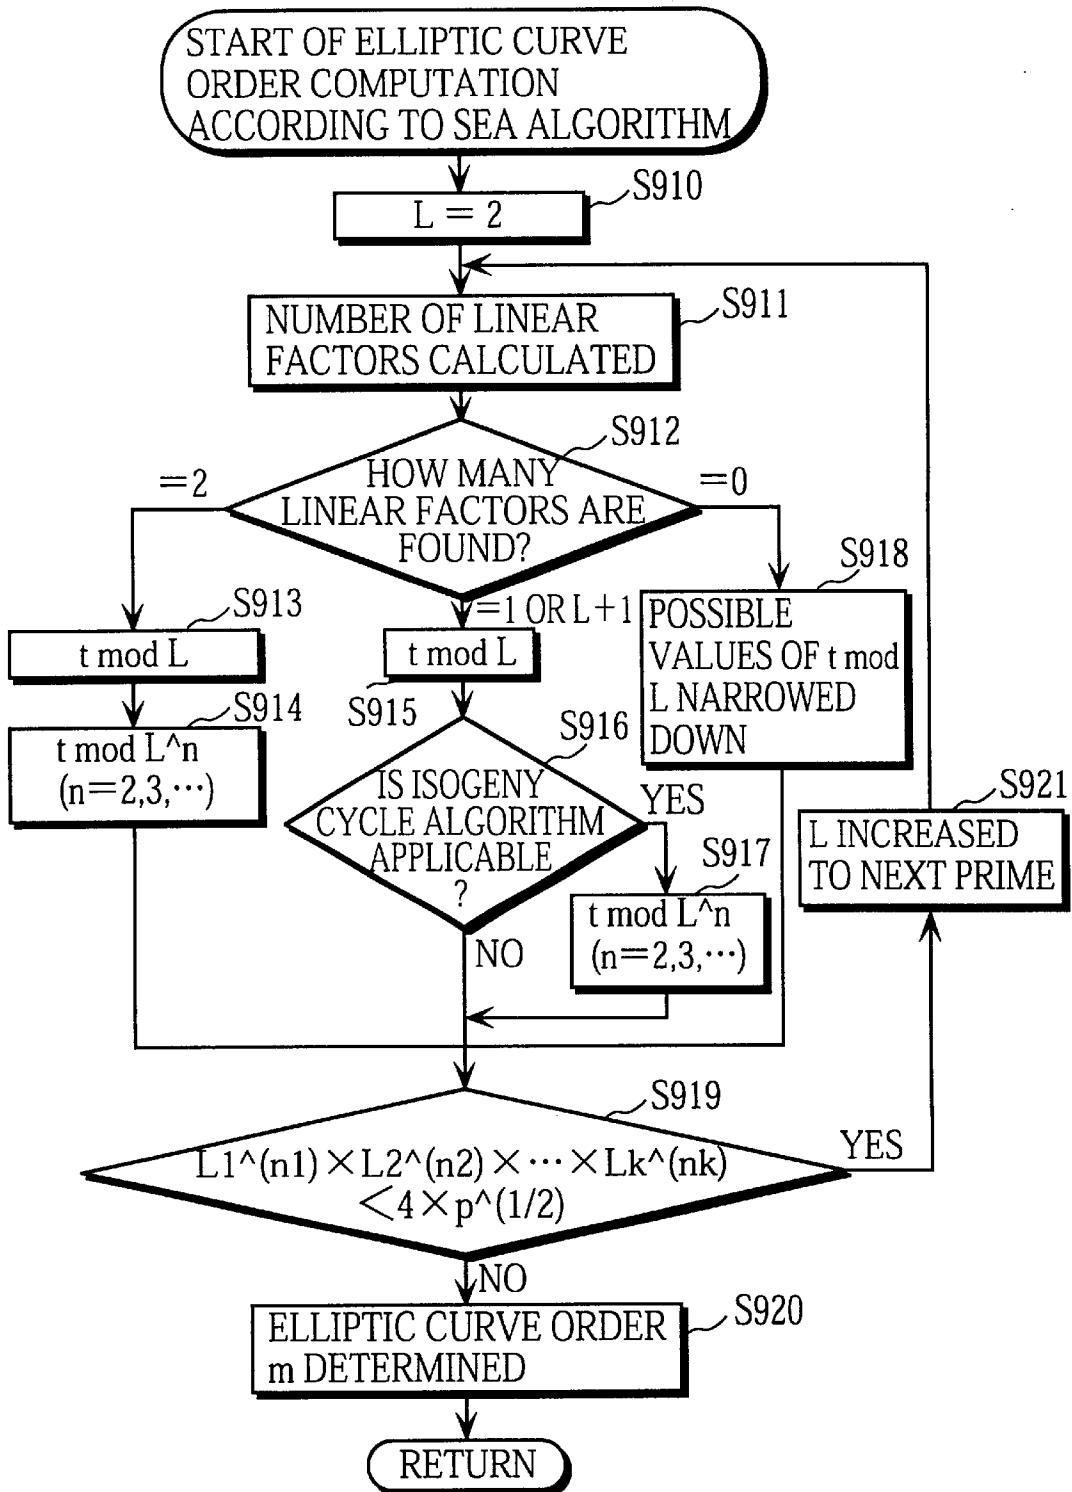 START OF ELLIPTIC CURVE
ORDER COMPUTATION
ACCORDING TO SEA ALGORITHM
S910
L = 2
S911
NUMBER OF LINEAR
FACTORS CALCULATED
S912
HOW MANY
LINEAR FACTORS ARE
FOUND?
=2
=0
=1 OR L+1
S913
t mod L
S914
t mod L^n
(n=2,3,⋯)
t mod L
S915
S916
IS ISOGENY
CYCLE ALGORITHM
APPLICABLE
?
YES
NO
S917
t mod L^n
(n=2,3,⋯)
S918
POSSIBLE
VALUES OF t mod
L NARROWED
DOWN
S921
L INCREASED
TO NEXT PRIME
S919
L1^(n1)×L2^(n2)×⋯×Lk^(nk)
<4×p^(1/2)
YES
NO
S920
ELLIPTIC CURVE ORDER
m DETERMINED
RETURN